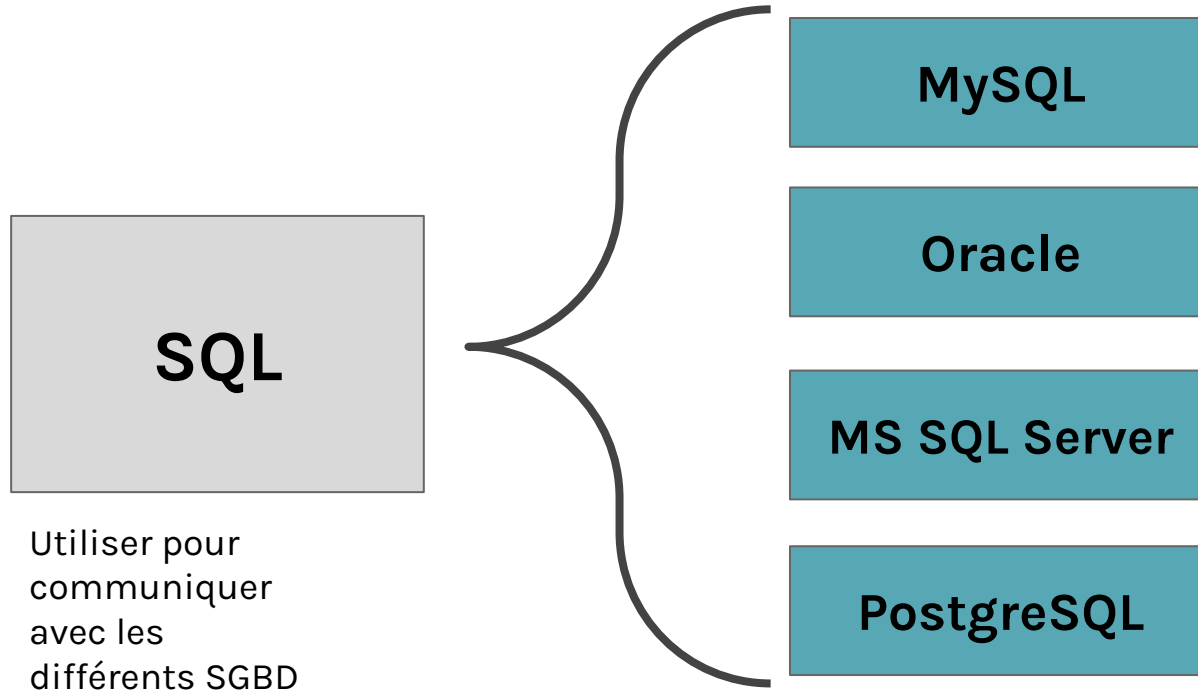 SQL
Utiliser pour
communiquer
avec les
différents SGBD
MySQL
Oracle
MS SQL Server
PostgreSQL